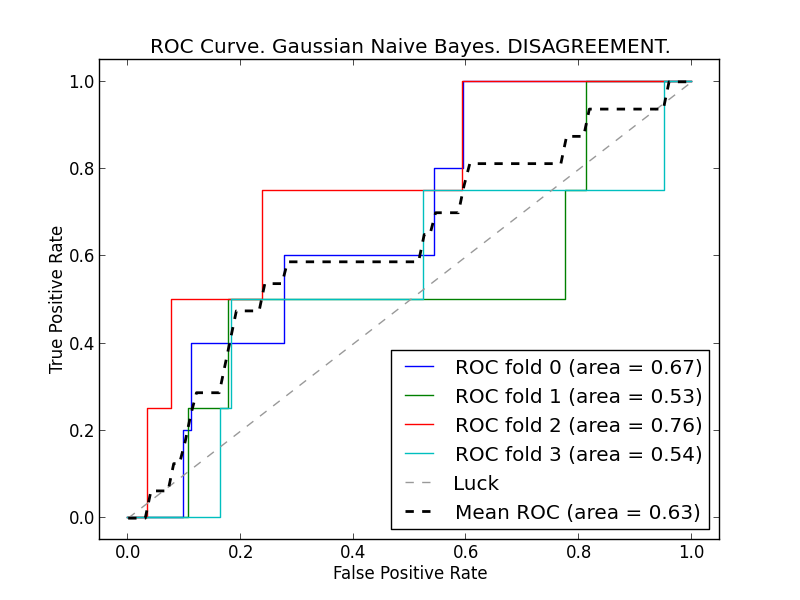 ROC Curve. Gaussian Naive Bayes. DISAGREEMENT.
True Positive Rate
1.0
0.8
0.6
0.4
0.2
0.0
ROC fold 0 (area = 0.67)
ROC fold 1 (area = 0.53)
ROC fold 2 (area = 0.76)
ROC fold 3 (area = 0.54)
Luck
Mean ROC (area = 0.63)
0.0 0.2 0.4 0.6 0.8 1.0
False Positive Rate